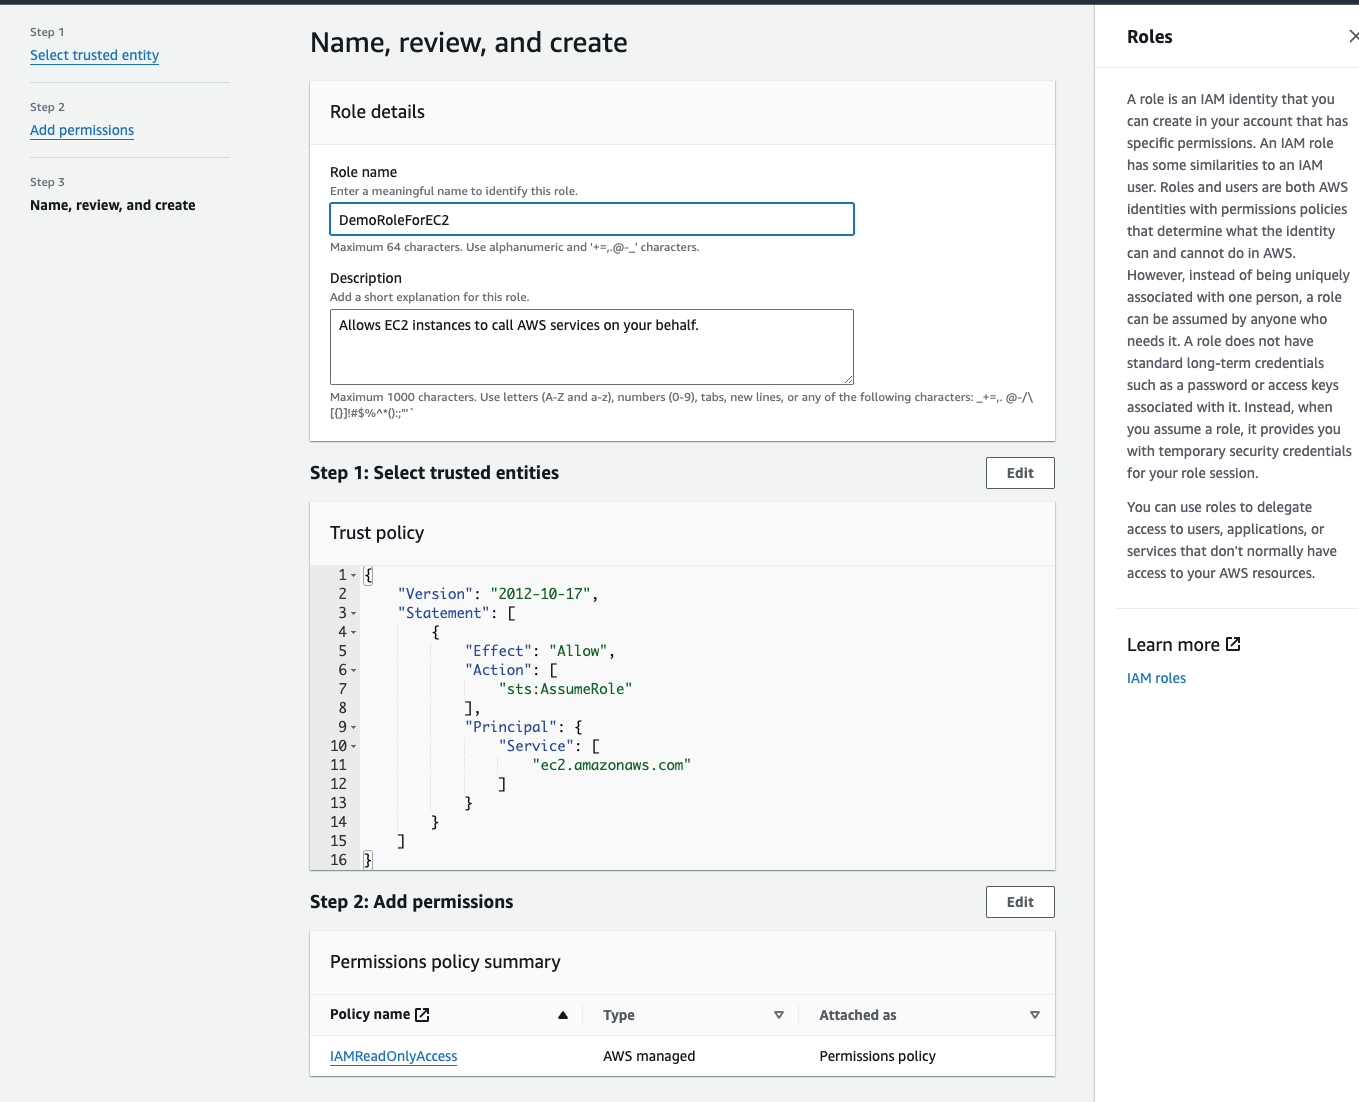 Step 1
Select trusted entity
Step 2
Add permissions
Step 3
Name, review, and create
Name, review, and create
Role details
Role name
Enter a meaningful name to identify this role.
DemoRoleForEC2
Maximum 64 characters. Use alphanumeric and '+=,.@-_' characters.
Description
Add a short explanation for this role.
Allows EC2 instances to call AWS services on your behalf.
Maximum 1000 characters. Use letters (A-Z and a-z), numbers (0-9), tabs, new lines, or any of the following characters: _+=,. @-/\
[{}]!#$%^*():;"'`
Step 1: Select trusted entities
Edit
Trust policy
1 {
2 "Version": "2012-10-17",
3 "Statement": [
4 {
5 "Effect": "Allow",
6 "Action": [
7 "sts:AssumeRole"
8 ],
9 "Principal": {
10 "Service": [
11 "ec2.amazonaws.com"
12 ]
13 }
14 }
15 ]
16 }
Step 2: Add permissions
Edit
Permissions policy summary
Policy name Type Attached as
IAMReadOnlyAccess AWS managed Permissions policy
Roles
A role is an IAM identity that you
can create in your account that has
specific permissions. An IAM role
has some similarities to an IAM
user. Roles and users are both AWS
identities with permissions policies
that determine what the identity
can and cannot do in AWS.
However, instead of being uniquely
associated with one person, a role
can be assumed by anyone who
needs it. A role does not have
standard long-term credentials
such as a password or access keys
associated with it. Instead, when
you assume a role, it provides you
with temporary security credentials
for your role session.
You can use roles to delegate
access to users, applications, or
services that don't normally have
access to your AWS resources.
Learn more
IAM roles